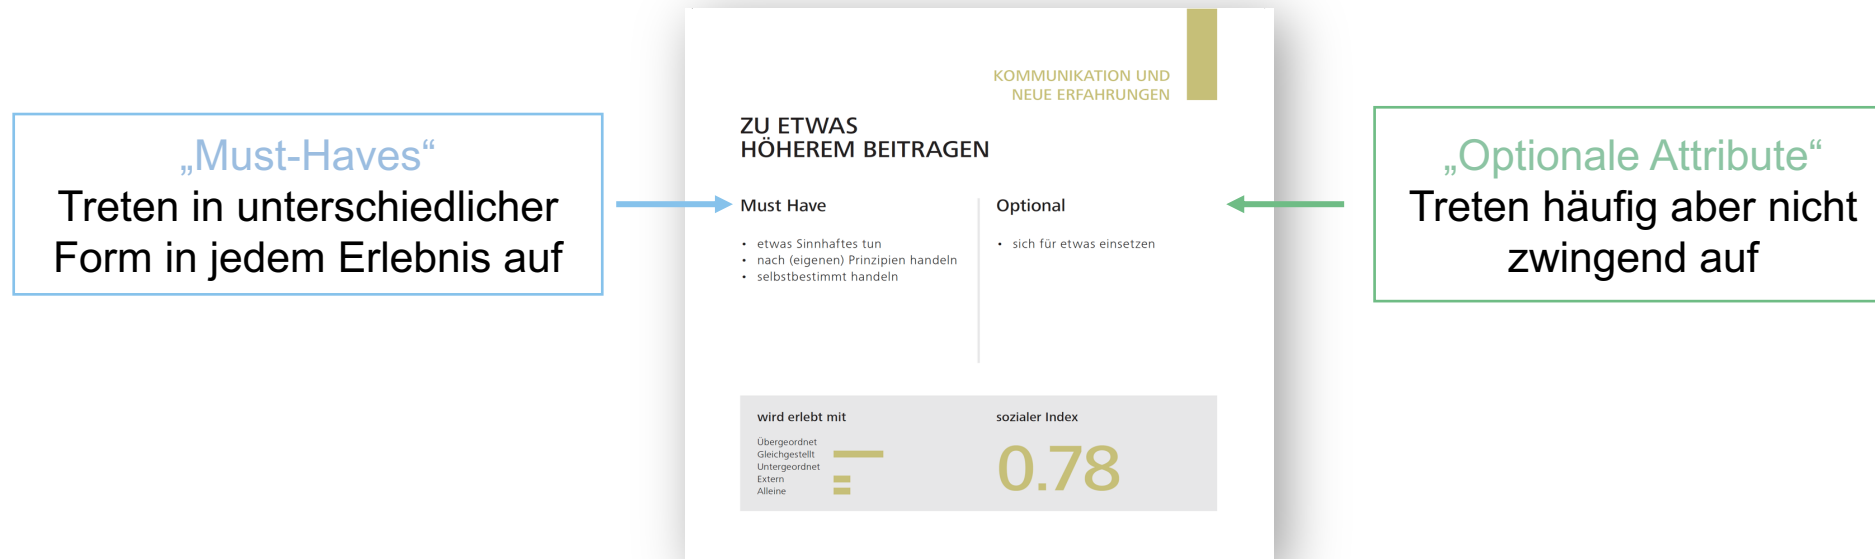 „Must-Haves“
Treten in unterschiedlicher
Form in jedem Erlebnis auf
KOMMUNIKATION UND
NEUE ERFAHRUNGEN
ZU ETWAS
HÖHEREM BEITRAGEN
Must Have
• etwas Sinnhaftes tun
• nach (eigenen) Prinzipien handeln
• selbstbestimmt handeln
Optional
• sich für etwas einsetzen
wird erlebt mit
Übergeordnet
Gleichgestellt
Untergeordnet
Extern
Alleine
sozialer Index
0.78
„Optionale Attribute“
Treten häufig aber nicht
zwingend auf